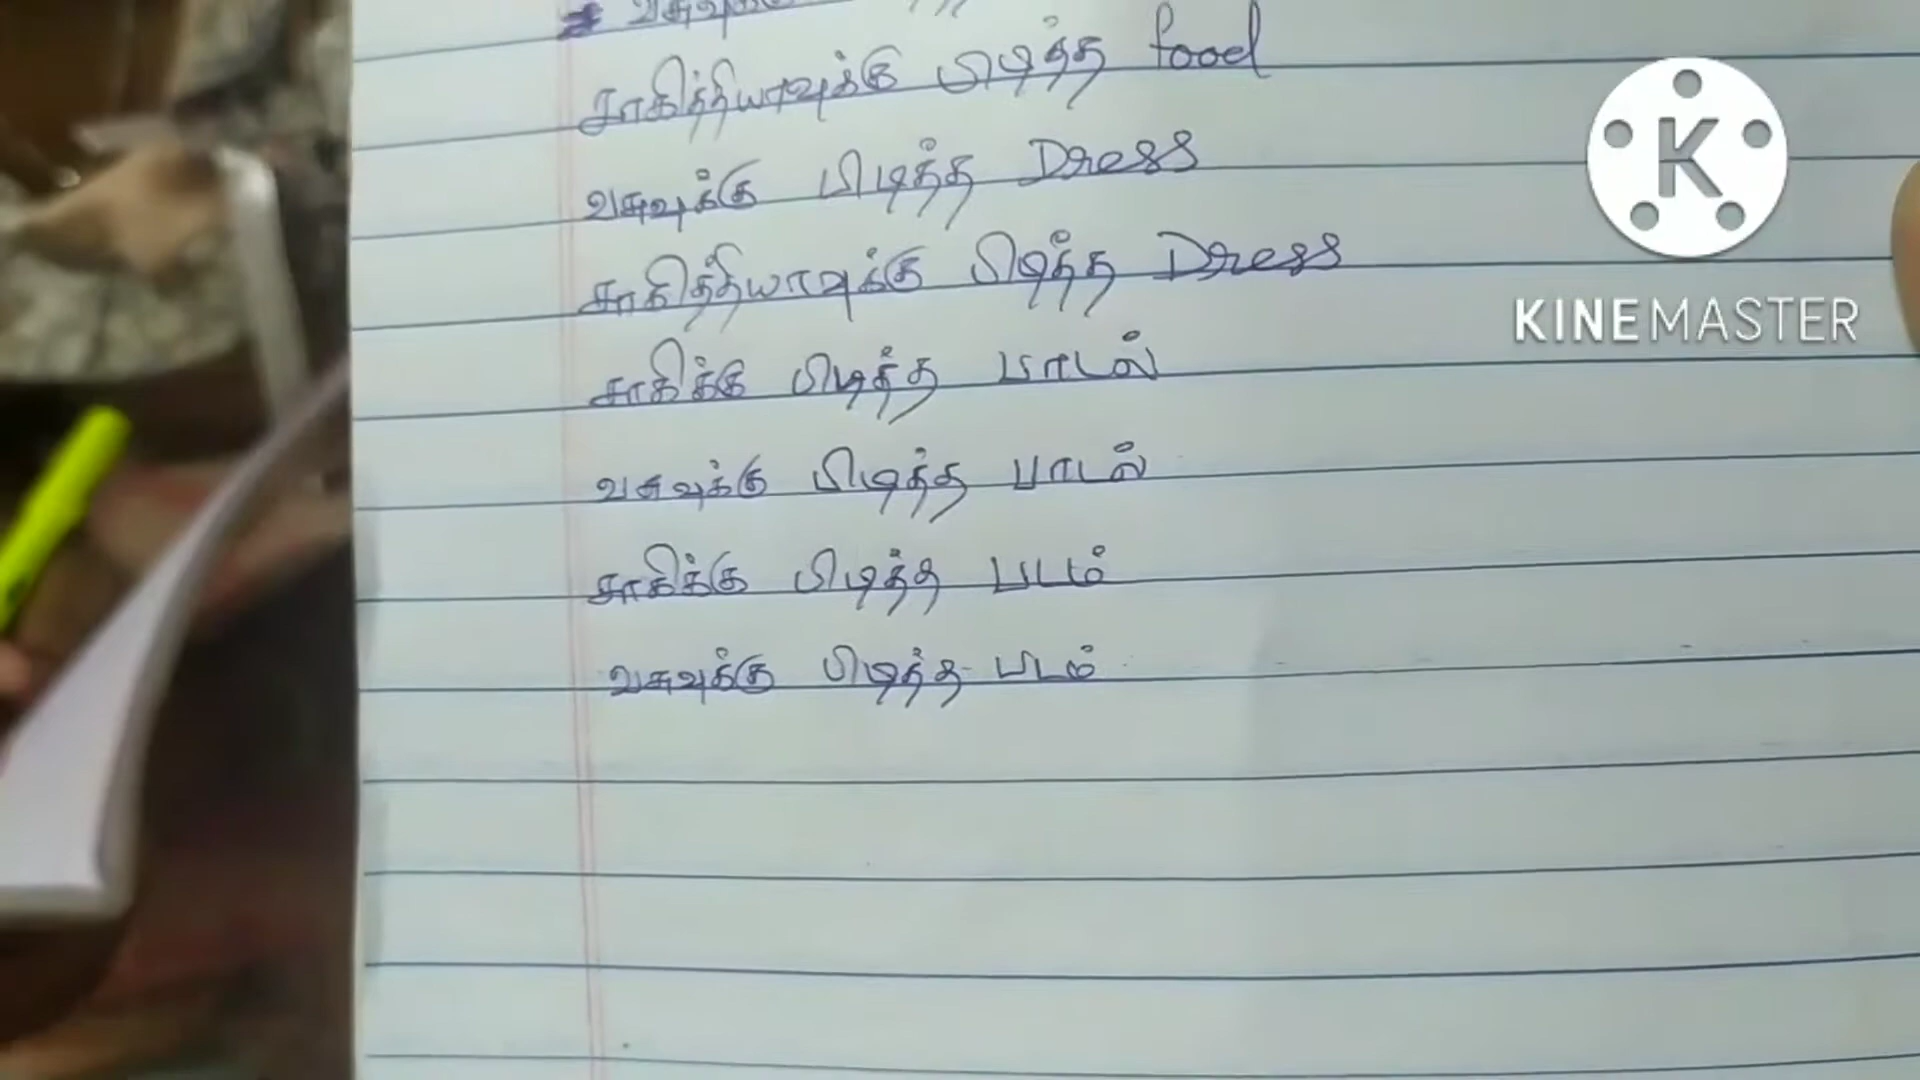 சாகித்தியாவுக்கு பிடித்த food
வசுவுக்கு பிடித்த Dress
சாகித்தியாவுக்கு பிடித்த Dress
சாகிக்கு பிடித்த பாடல்
வசுவுக்கு பிடித்த பாடல்
சாகிக்கு பிடித்த படம்
வசுவுக்கு பிடித்த படம்
K
KINEMASTER